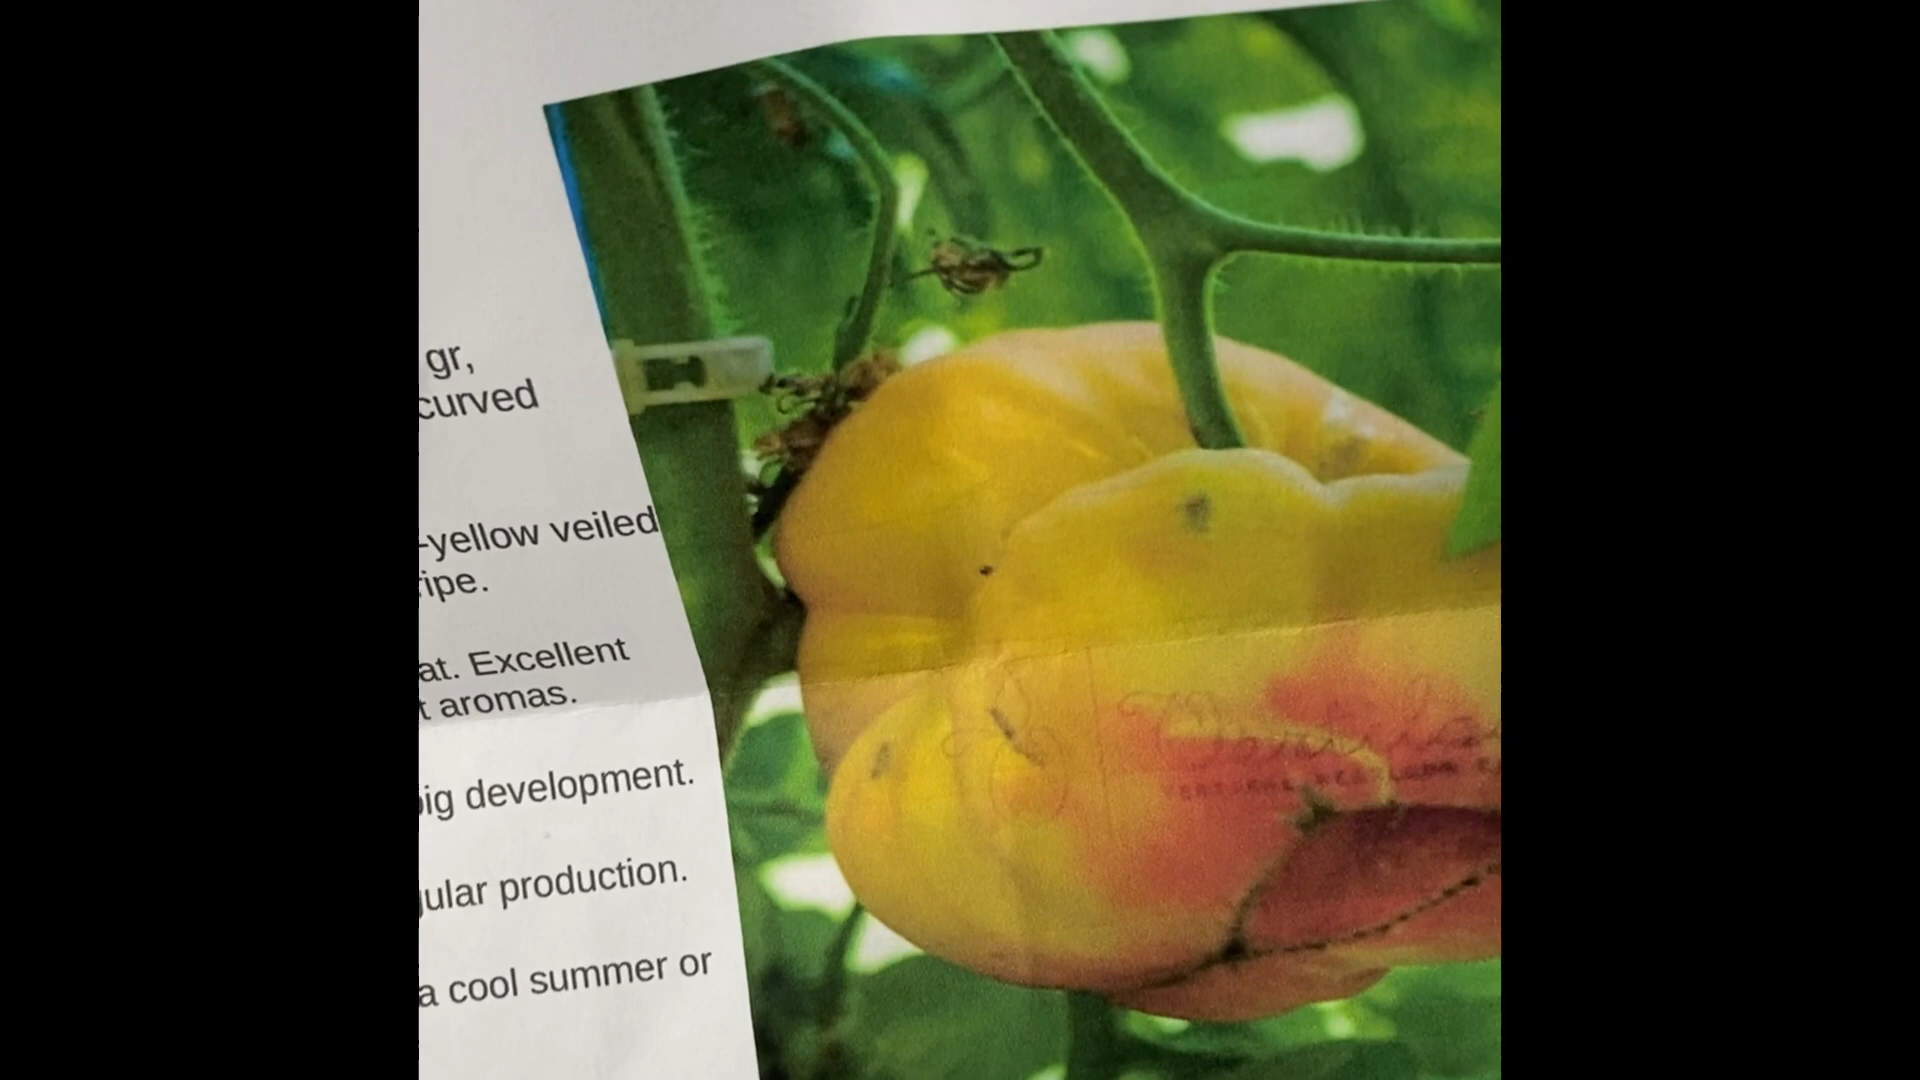 gr,
curved
-yellow veiled
ripe.
at. Excellent
t aromas.
big development.
gular production.
a cool summer or